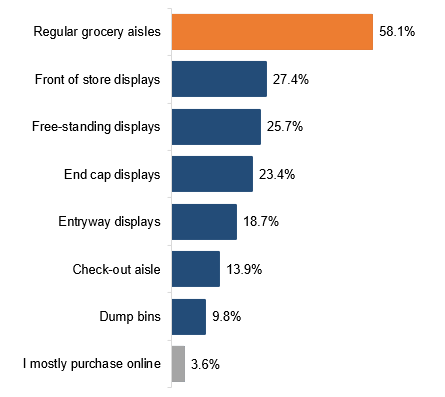 Regular grocery aisles 58.1%
Front of store displays 27.4%
Free-standing displays 25.7%
End cap displays 23.4%
Entryway displays 18.7%
Check-out aisle 13.9%
Dump bins 9.8%
I mostly purchase online 3.6%